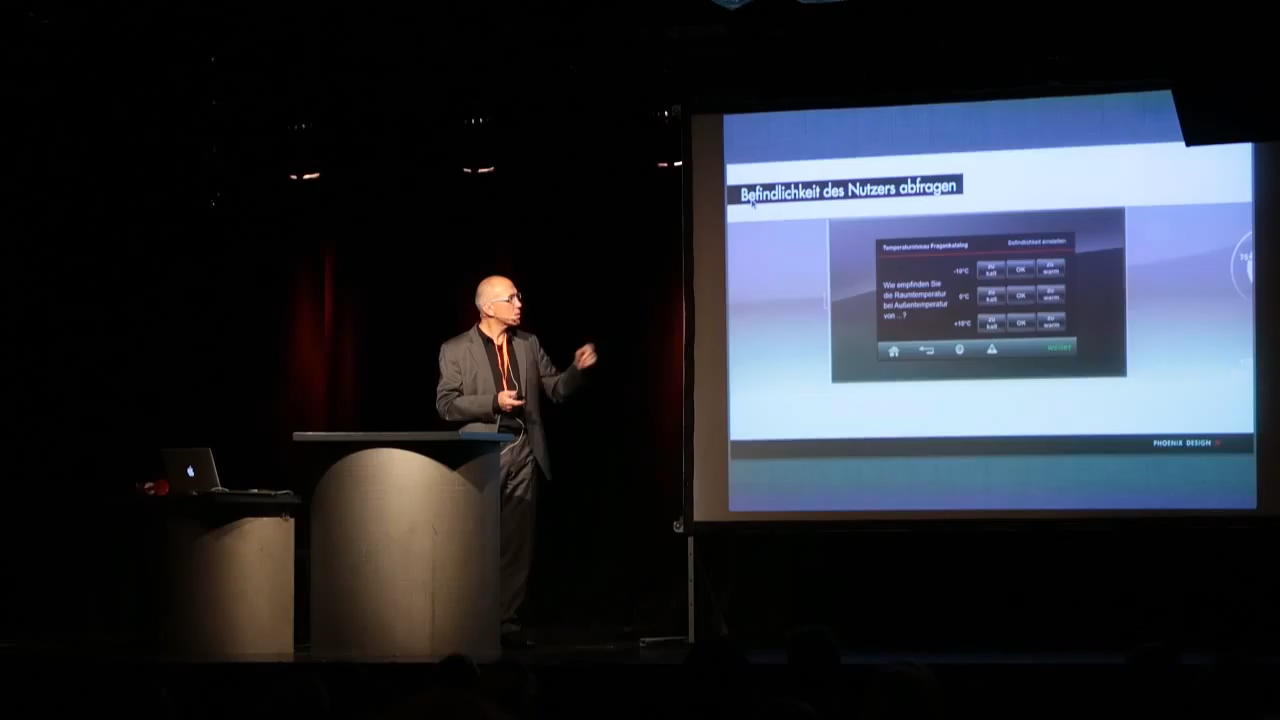 Befindlichkeit des Nutzers abfragen
Temperaturniveau Fragenkatalog
Befindlichkeit einstellen
Wie empfinden Sie
die Raumtemperatur
bei Außentemperatur
von ...?
-10°C
zu
kalt
OK
zu
warm
0°C
zu
kalt
OK
zu
warm
+10°C
zu
kalt
OK
zu
warm
weiter
PHOENIX DESIGN